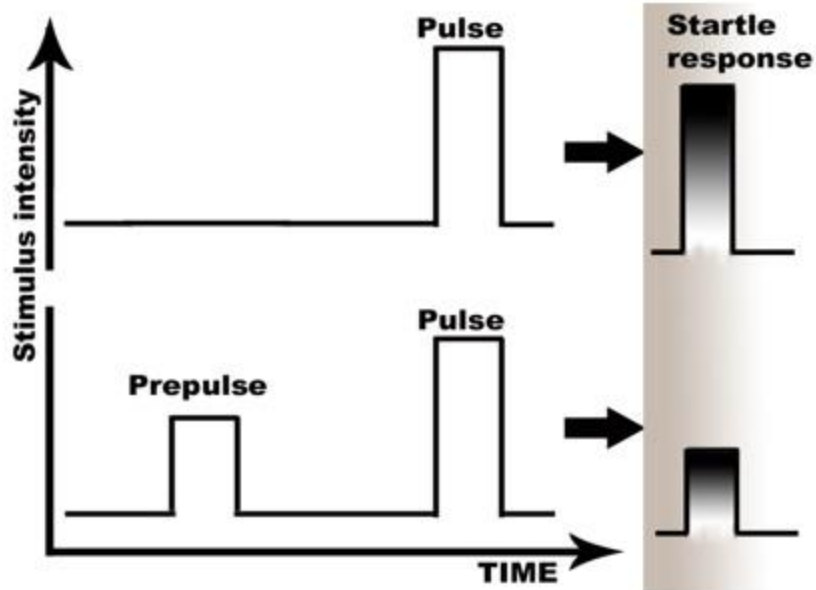 Pulse
Startle
response
Stimulus intensity
Pulse
Prepulse
TIME